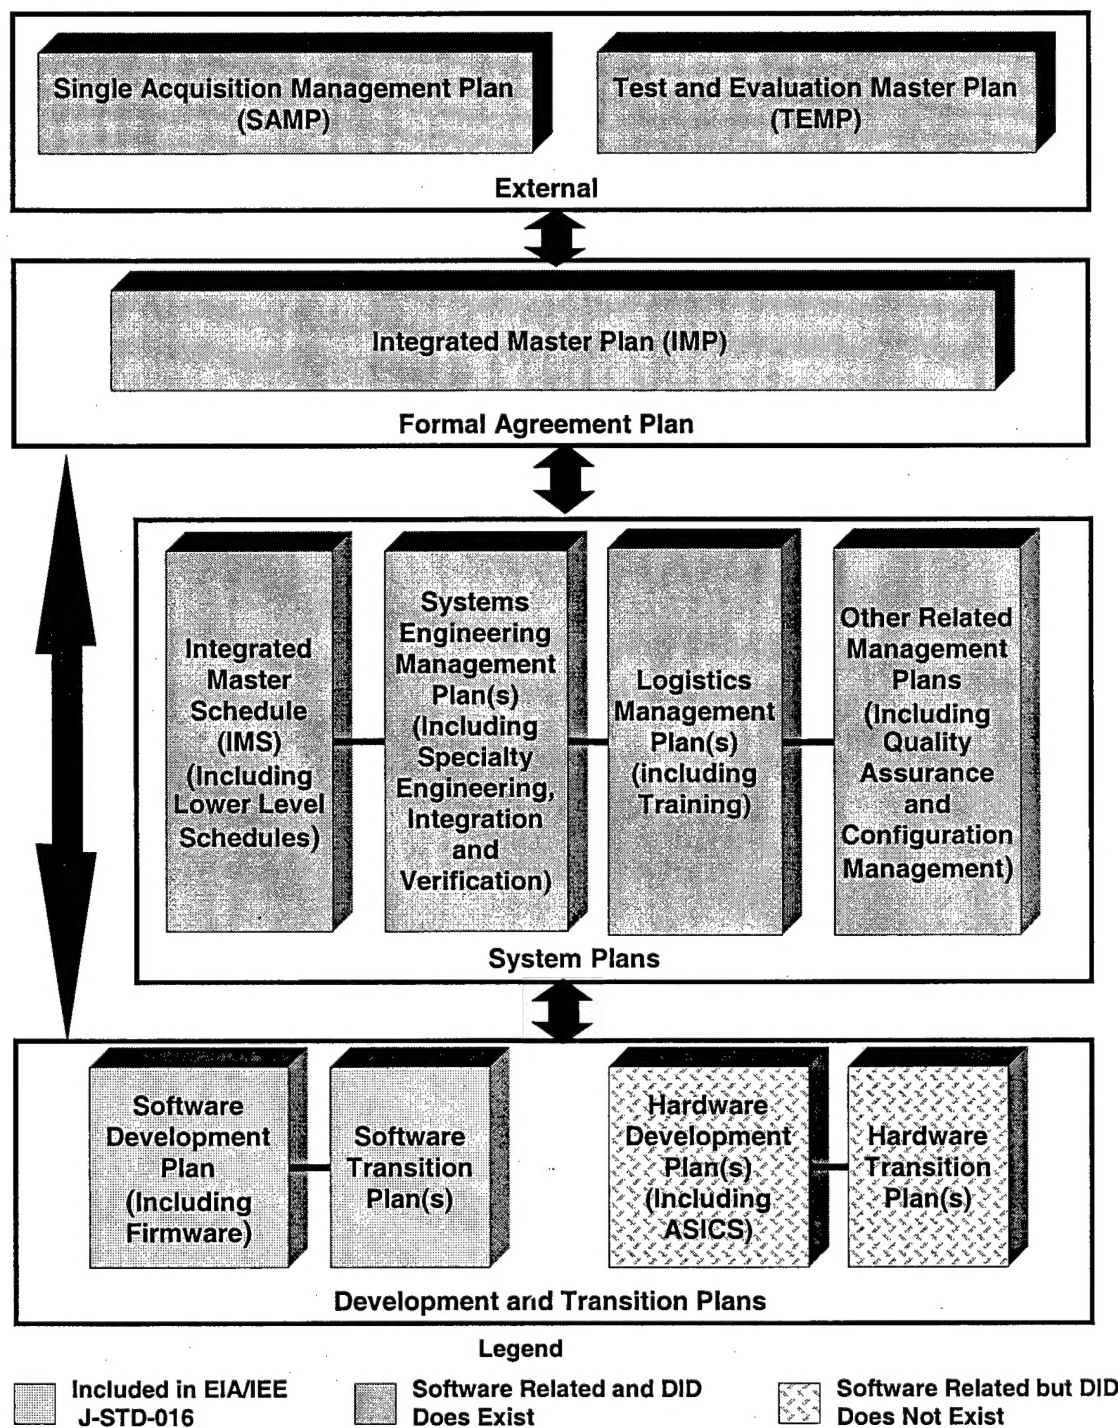 Single Acquisition Management Plan
(SAMP)
Test and Evaluation Master Plan
(TEMP)
External
Integrated Master Plan (IMP)
Formal Agreement Plan
Integrated
Master
Schedule
(IMS)
(Including
Lower Level
Schedules)
Systems
Engineering
Management
Plan(s)
(Including
Specialty
Engineering,
Integration
and
Verification)
Logistics
Management
Plan(s)
(including
Training)
Other Related
Management
Plans
(Including
Quality
Assurance
and
Configuration
Management)
System Plans
Software
Development
Plan
(Including
Firmware)
Software
Transition
Plan(s)
Hardware
Development
Plan(s)
(Including
ASICS)
Hardware
Transition
Plan(s)
Development and Transition Plans
Legend
Included in EIA/IEE
J-STD-016
Software Related and DID
Does Exist
Software Related but DID
Does Not Exist